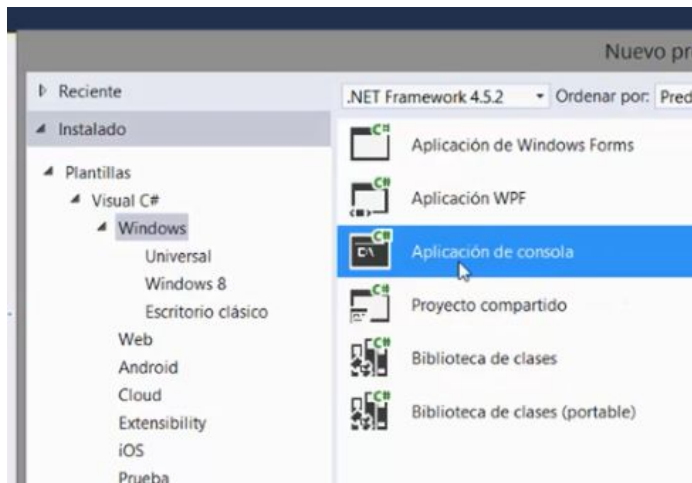 Nuevo pr
Reciente
Instalado
Plantillas
Visual C#
Windows
Universal
Windows 8
Escritorio clásico
Web
Android
Cloud
Extensibility
iOS
Prueba
.NET Framework 4.5.2 Ordenar por: Pred
C# Aplicación de Windows Forms
C# Aplicación WPF
C# C:\ Aplicación de consola
C# Proyecto compartido
C# Biblioteca de clases
C# Biblioteca de clases (portable)